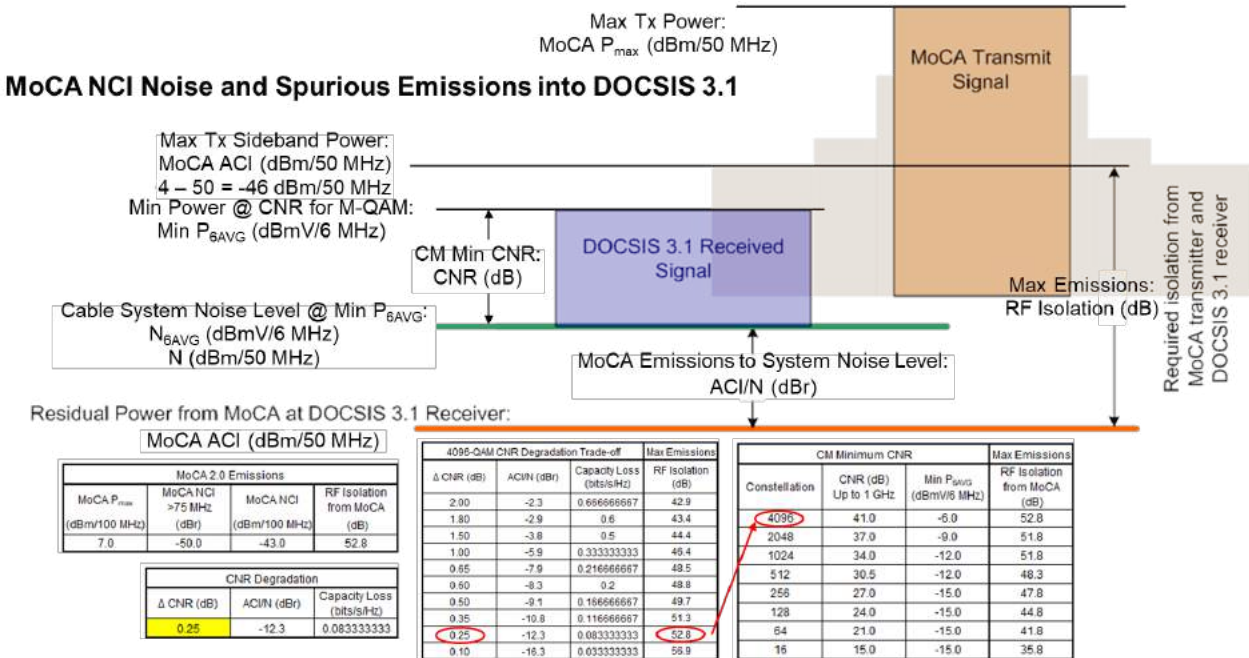 Max Tx Power:
MoCA Pmax (dBm/50 MHz)
MoCA Transmit
Signal
MoCA NCI Noise and Spurious Emissions into DOCSIS 3.1
Max Tx Sideband Power:
MoCA ACI (dBm/50 MHz)
4 – 50 = -46 dBm/50 MHz
Min Power @ CNR for M-QAM:
Min P6AVG (dBmV/6 MHz)
CM Min CNR:
CNR (dB)
DOCSIS 3.1 Received
Signal
Max Emissions:
RF Isolation (dB)
Required isolation from
MoCA transmitter and
DOCSIS 3.1 receiver
Cable System Noise Level @ Min P6AVG:
N6AVG (dBmV/6 MHz)
N (dBm/50 MHz)
MoCA Emissions to System Noise Level:
ACI/N (dBr)
Residual Power from MoCA at DOCSIS 3.1 Receiver:
MoCA ACI (dBm/50 MHz)
MoCA 2.0 Emissions
MoCA Pmax (dBm/100 MHz) MoCA NCI >75 MHz (dBr) MoCA NCI (dBm/100 MHz) RF Isolation from MoCA (dB)
7.0 -50.0 -43.0 52.8
CNR Degradation
Δ CNR (dB) ACI/N (dBr) Capacity Loss (bits/s/Hz)
0.25 -12.3 0.083333333
4096-QAM CNR Degradation Trade-off Max Emissions
Δ CNR (dB) ACI/N (dBr) Capacity Loss (bits/s/Hz) RF Isolation (dB)
2.00 -2.3 0.666666667 42.9
1.80 -2.9 0.6 43.4
1.50 -3.8 0.5 44.4
1.00 -5.9 0.333333333 46.4
0.65 -7.9 0.216666667 48.5
0.60 -8.3 0.2 48.8
0.50 -9.1 0.166666667 49.7
0.35 -10.8 0.116666667 51.3
0.25 -12.3 0.083333333 52.8
0.10 -16.3 0.033333333 56.9
CM Minimum CNR Max Emissions
Constellation CNR (dB) Up to 1 GHz Min P6AVG (dBmV/6 MHz) RF Isolation from MoCA (dB)
4096 41.0 -6.0 52.8
2048 37.0 -9.0 51.8
1024 34.0 -12.0 51.8
512 30.5 -12.0 48.3
256 27.0 -15.0 47.8
128 24.0 -15.0 44.8
64 21.0 -15.0 41.8
16 15.0 -15.0 35.8